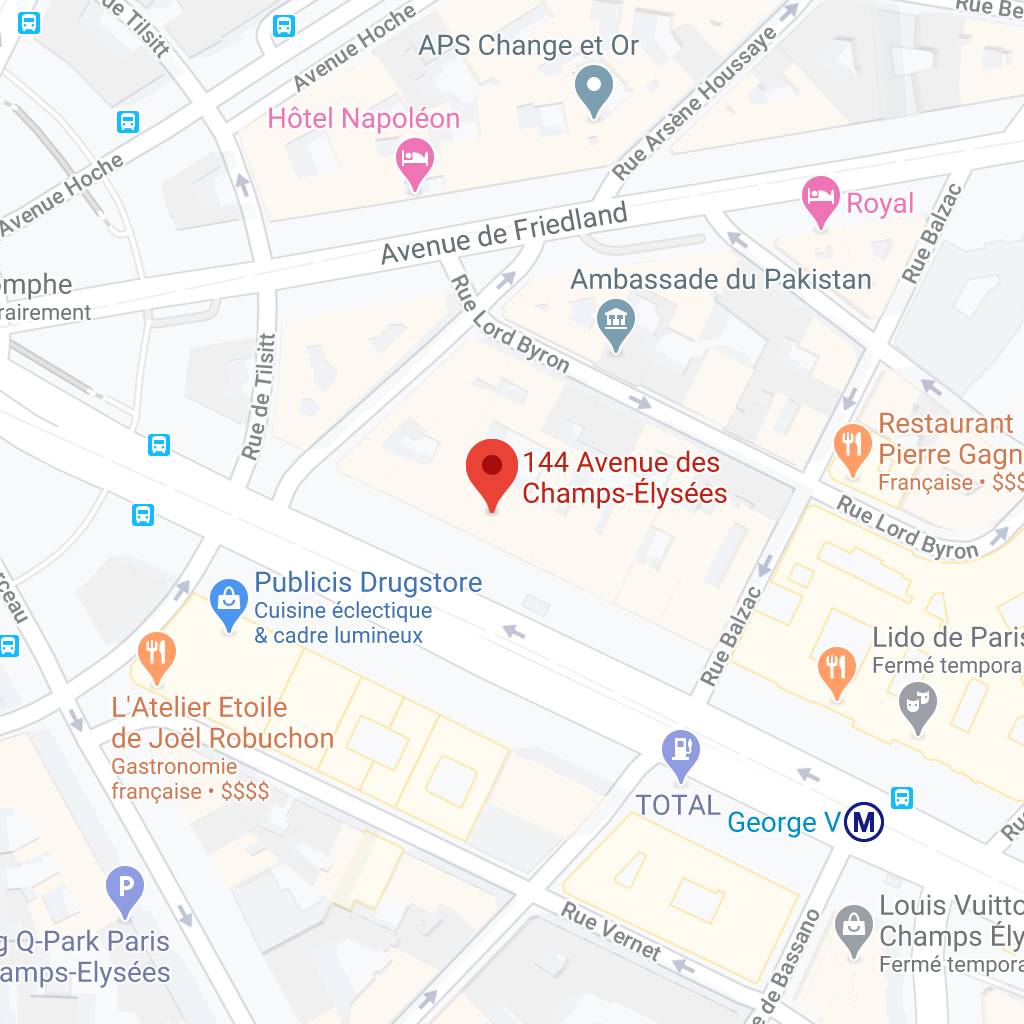 ue Tilsitt
Avenue Hoche
Rue Be
APS Change et Or
Rue Arsène Houssaye
Hôtel Napoléon
Avenue Hoche
Royal
Rue Balzac
Avenue de Friedland
omphe
rairement
Ambassade du Pakistan
Rue Lord Byron
Rue de Tilsitt
Restaurant
Pierre Gagn
Française • $$$
144 Avenue des
Champs-Élysées
Rue Lord Byron
rceau
Publicis Drugstore
Cuisine éclectique
& cadre lumineux
Rue Balzac
Lido de Paris
Fermé tempora
L'Atelier Etoile
de Joël Robuchon
Gastronomie
française • $$$$
TOTAL
George V
M
Rue
P
g Q-Park Paris
hamps-Elysées
Rue Vernet
e de Bassano
Louis Vuitto
Champs Ély
Fermé tempora